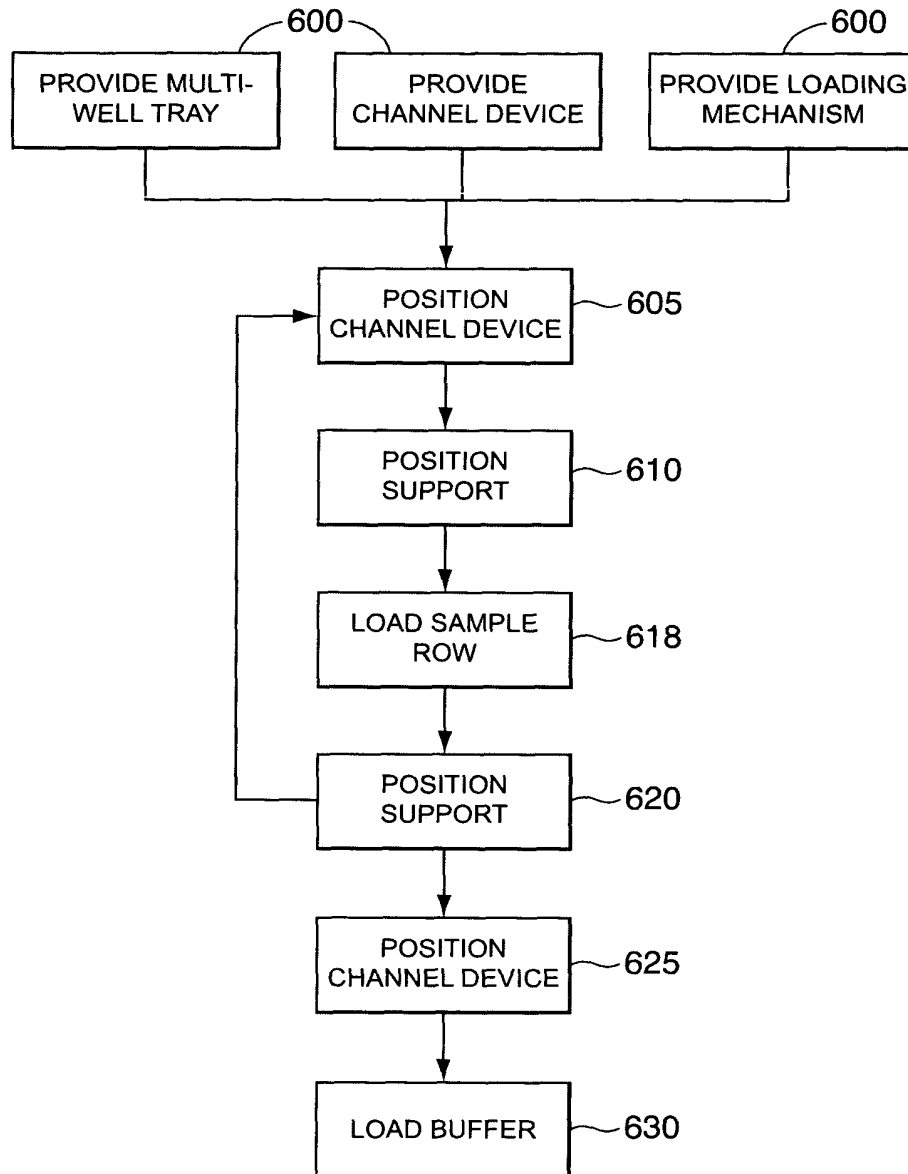 600
600
PROVIDE MULTI-
WELL TRAY
PROVIDE
CHANNEL DEVICE
PROVIDE LOADING
MECHANISM
POSITION
CHANNEL DEVICE
605
POSITION
SUPPORT
610
LOAD SAMPLE
ROW
618
POSITION
SUPPORT
620
POSITION
CHANNEL DEVICE
625
LOAD BUFFER
630